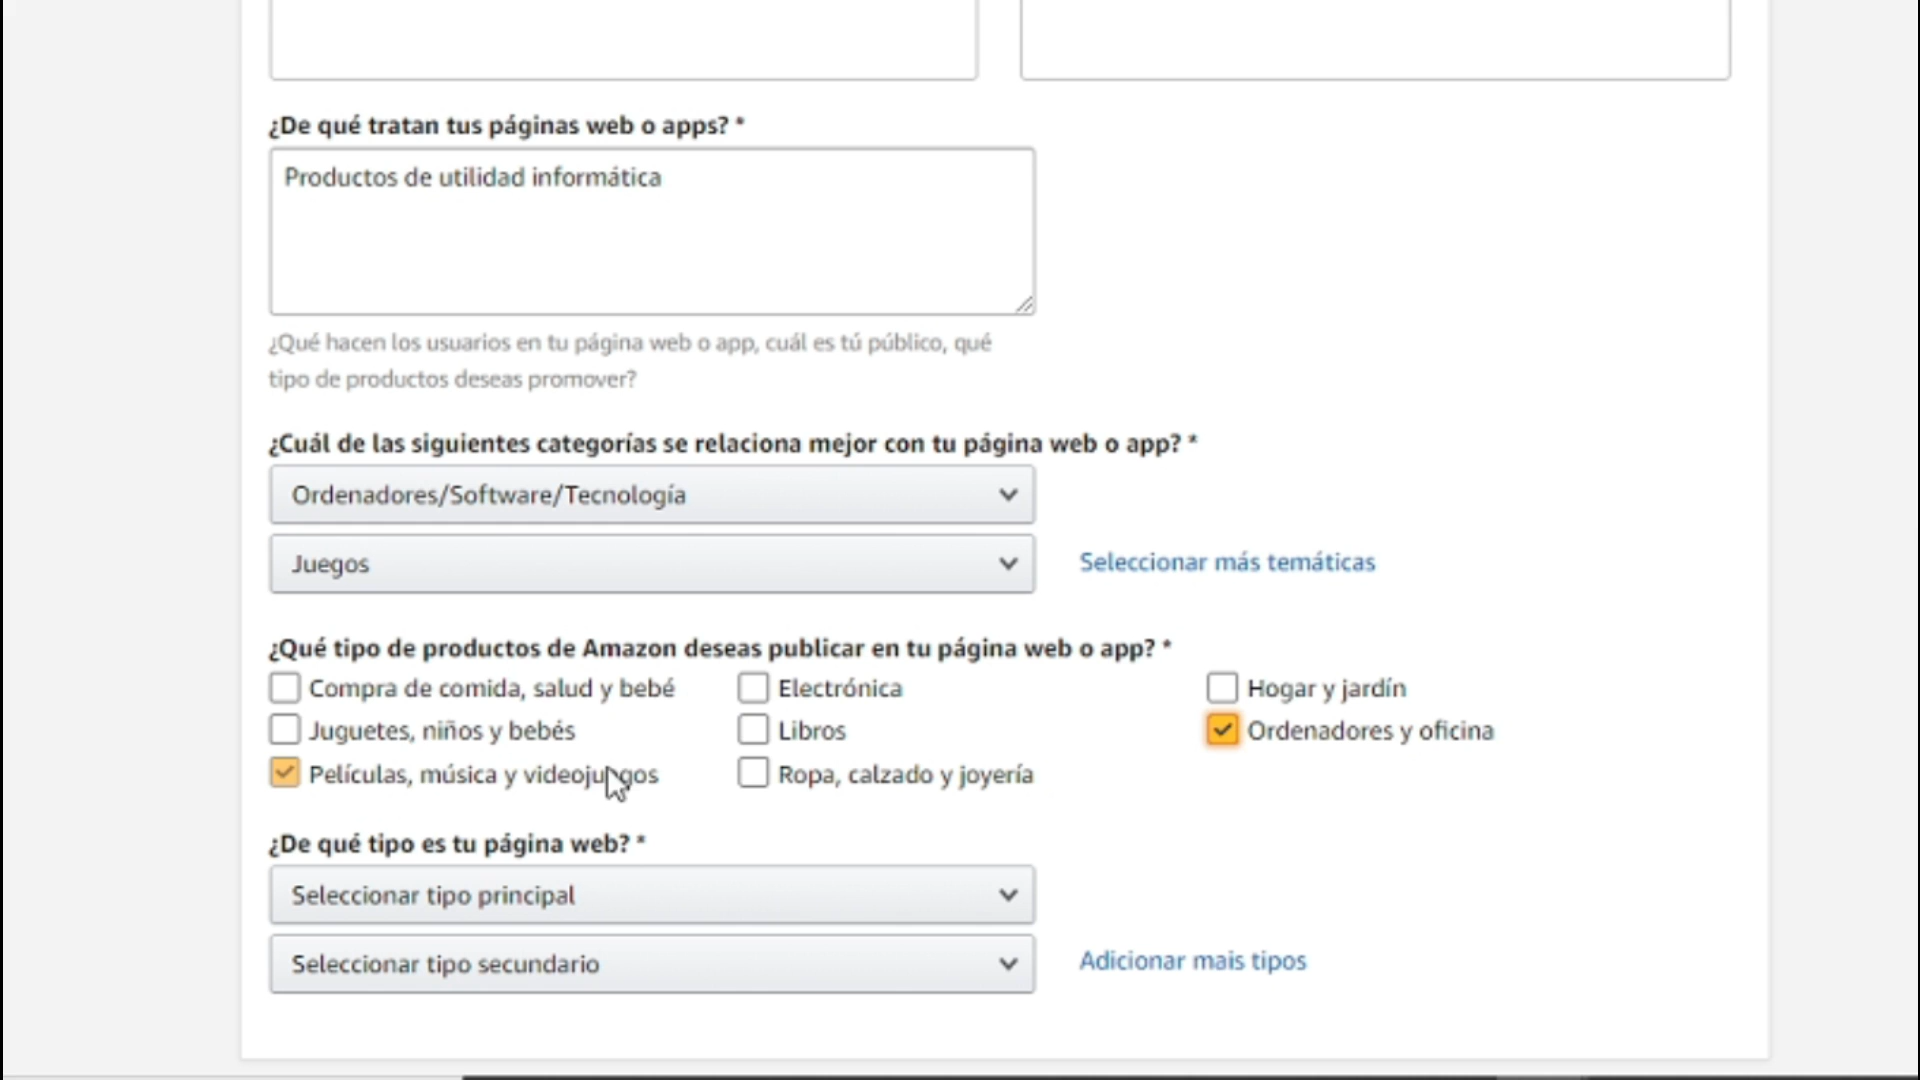 ¿De qué tratan tus páginas web o apps? *
Productos de utilidad informática
¿Qué hacen los usuarios en tu página web o app, cuál es tú público, qué
tipo de productos deseas promover?
¿Cuál de las siguientes categorías se relaciona mejor con tu página web o app? *
Ordenadores/Software/Tecnología
Juegos
Seleccionar más temáticas
¿Qué tipo de productos de Amazon deseas publicar en tu página web o app? *
Compra de comida, salud y bebé
Electrónica
Hogar y jardín
Juguetes, niños y bebés
Libros
Ordenadores y oficina
Películas, música y videojuegos
Ropa, calzado y joyería
¿De qué tipo es tu página web? *
Seleccionar tipo principal
Seleccionar tipo secundario
Adicionar mais tipos